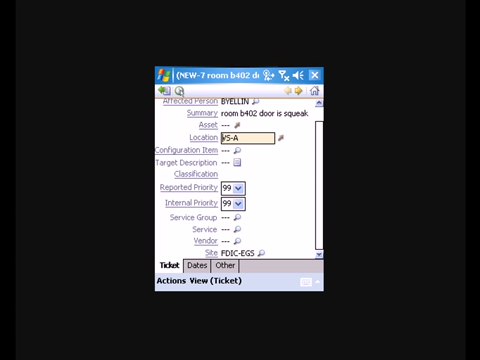 (NEW-7 room b402 do
Affected Person BYELLIN
Summary room b402 door is squeak
Asset ---
Location VS-A
Configuration Item ---
Target Description ---
Classification
Reported Priority 99
Internal Priority 99
Service Group ---
Service ---
Vendor ---
Site FDIC-EGS
Ticket Dates Other
Actions View (Ticket)